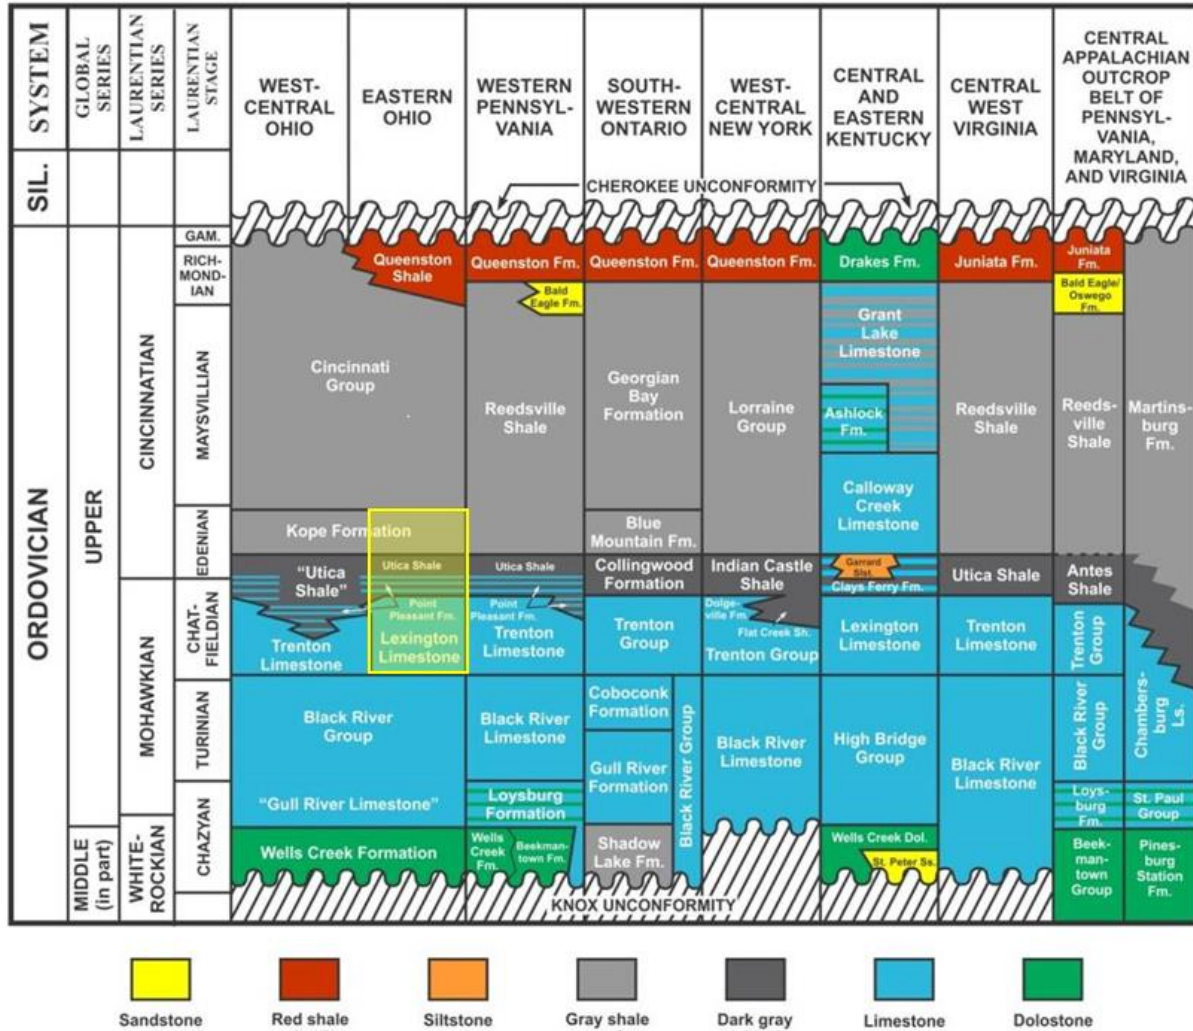 SYSTEM
GLOBAL
SERIES
LAURENTIAN
SERIES
LAURENTIAN
STAGE
WEST-
CENTRAL
OHIO
EASTERN
OHIO
WESTERN
PENNSYL-
VANIA
SOUTH-
WESTERN
ONTARIO
WEST-
CENTRAL
NEW YORK
CENTRAL
AND
EASTERN
KENTUCKY
CENTRAL
WEST
VIRGINIA
CENTRAL
APPALACHIAN
OUTCROP
BELT OF
PENNSYL-
VANIA,
MARYLAND,
AND VIRGINIA
SIL.
CHEROKEE UNCONFORMITY
ORDOVICIAN
UPPER
MIDDLE
(in part)
CINCINNATIAN
MOHAWKIAN
WHITE-
ROCKIAN
GAM.
RICH-
MOND-
IAN
MAYSVILLIAN
EDENIAN
CHAT-
FIELDIAN
TURINIAN
CHAZYAN
Queenston
Shale
Cincinnati
Group
Kope Formation
"Utica
Shale"
Utica Shale
Point
Pleasant Fm.
Trenton
Limestone
Lexington
Limestone
Black River
Group
"Gull River Limestone"
Wells Creek Formation
Queenston Fm.
Bald
Eagle Fm.
Reedsville
Shale
Utica Shale
Point
Pleasant Fm.
Trenton
Limestone
Black River
Limestone
Loysburg
Formation
Wells
Creek
Fm.
Beekman-
town Fm.
Queenston Fm.
Georgian
Bay
Formation
Blue
Mountain Fm.
Collingwood
Formation
Trenton
Group
Coboconk
Formation
Gull River
Formation
Black River Group
Shadow
Lake Fm.
Queenston Fm.
Lorraine
Group
Indian Castle
Shale
Dolge-
ville Fm.
Flat Creek Sh.
Trenton Group
Black River
Limestone
Drakes Fm.
Grant
Lake
Limestone
Ashlock
Fm.
Calloway
Creek
Limestone
Garrard
Slst.
Clays Ferry Fm.
Lexington
Limestone
High Bridge
Group
Wells Creek Dol.
St. Peter Ss.
Juniata Fm.
Reedsville
Shale
Utica Shale
Trenton
Limestone
Black River
Limestone
Juniata
Fm.
Bald Eagle/
Oswego
Fm.
Reeds-
ville
Shale
Antes
Shale
Trenton
Group
Black River
Group
Loys-
burg
Fm.
Beek-
man-
town
Group
Martins-
burg
Fm.
Chambers-
burg
Ls.
St. Paul
Group
Pines-
burg
Station
Fm.
KNOX UNCONFORMITY
Sandstone
Red shale
Siltstone
Gray shale
Dark gray
Limestone
Dolostone